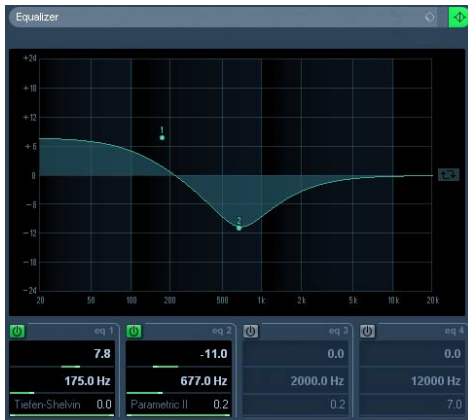 Equalizer
+24
+18
+12
+6
0
-6
-12
-18
-24
1
2
20 50 100 200 500 1k 2k 5k 10k 20k
eq 1 eq 2 eq 3 eq 4
7.8 -11.0 0.0 0.0
175.0 Hz 677.0 Hz 2000.0 Hz 12000 Hz
Tiefen-Shelvin 0.0 Parametric II 0.2 0.2 7.0